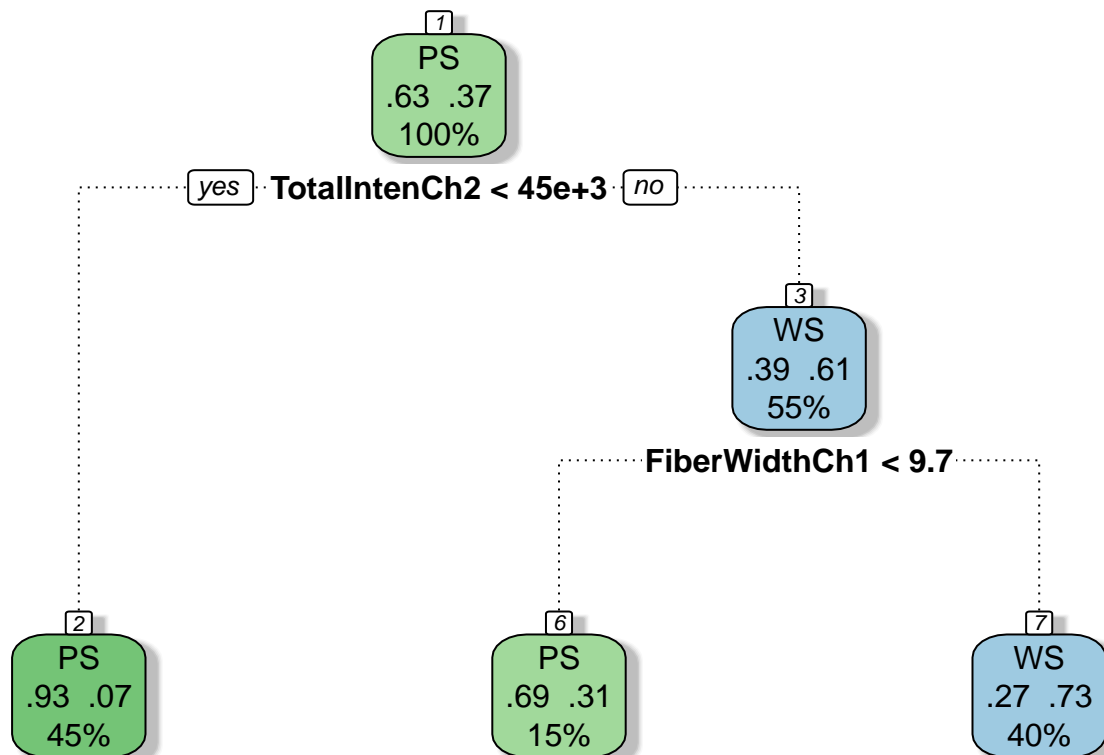 1
PS
.63 .37
100%
yes TotalIntenCh2 < 45e+3 no
3
WS
.39 .61
55%
FiberWidthCh1 < 9.7
2
PS
.93 .07
45%
6
PS
.69 .31
15%
7
WS
.27 .73
40%